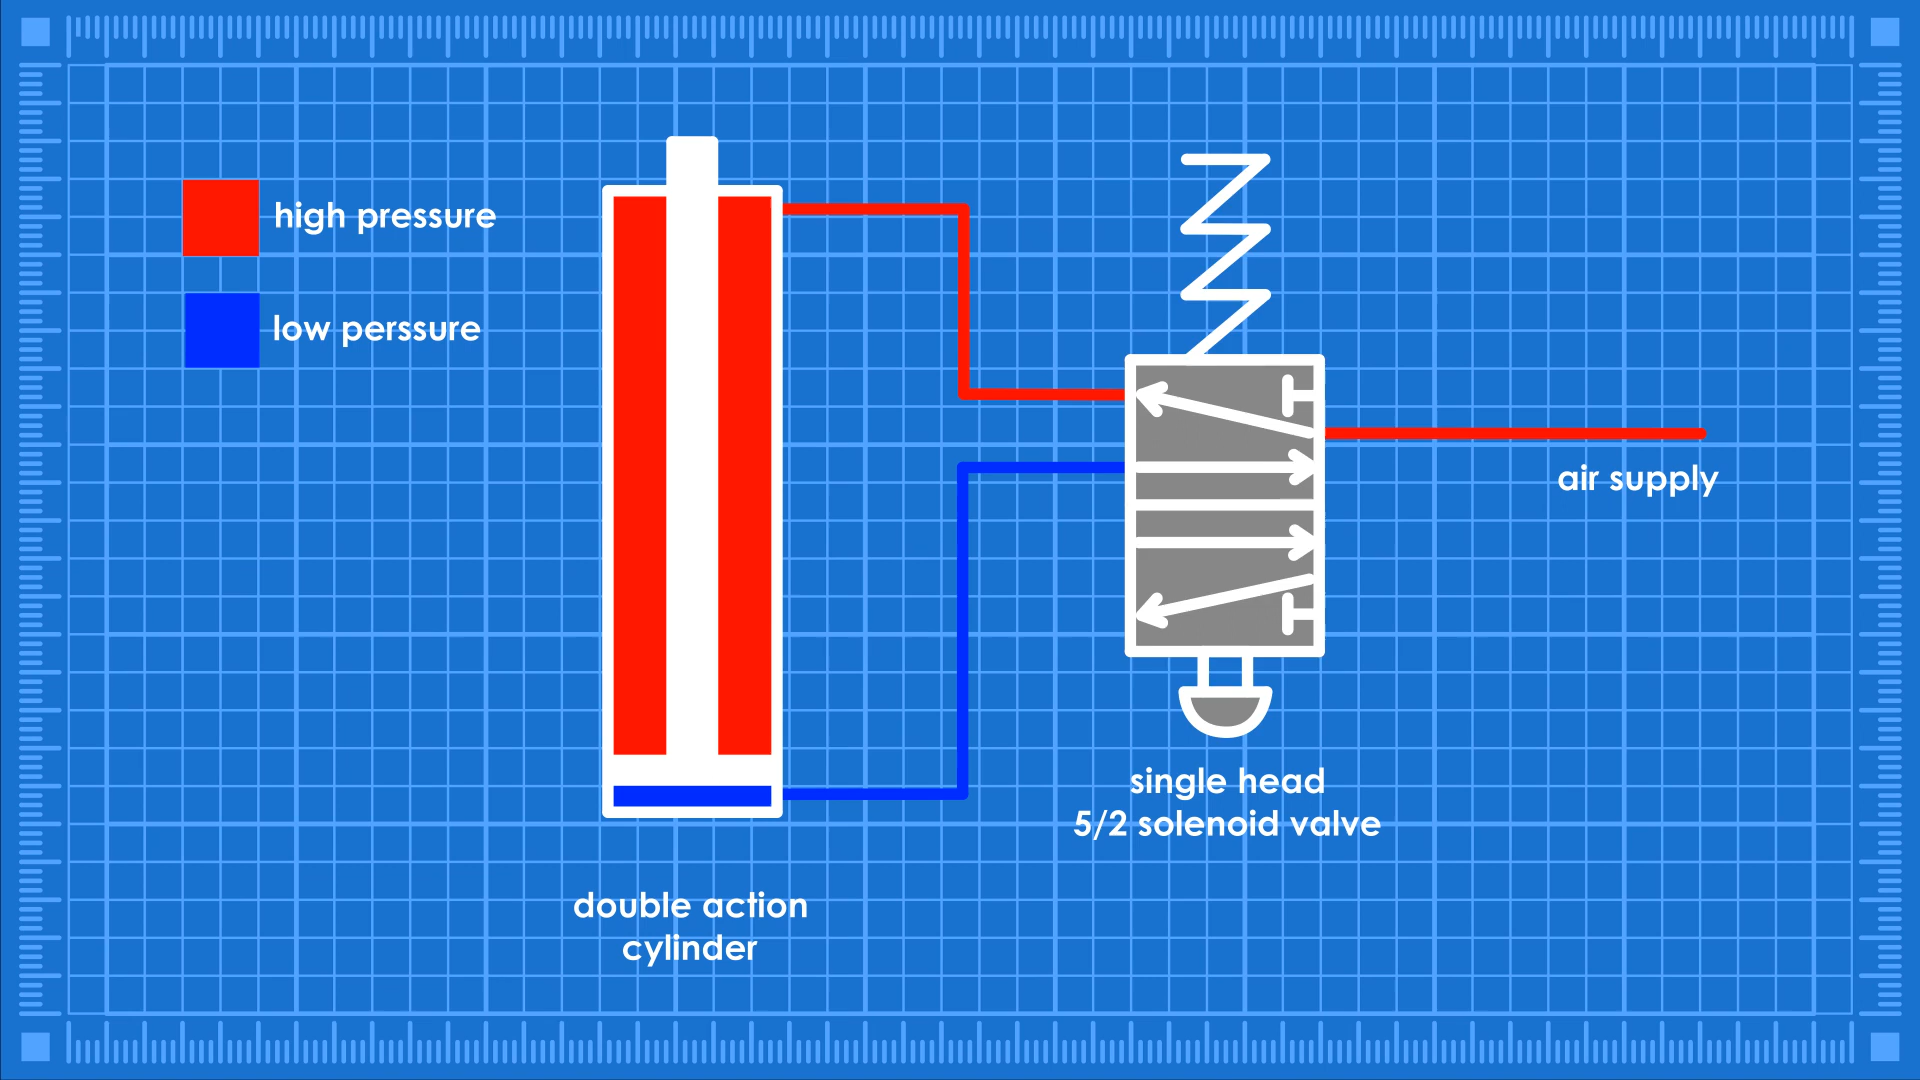 high pressure
low perssure
air supply
single head
5/2 solenoid valve
double action
cylinder